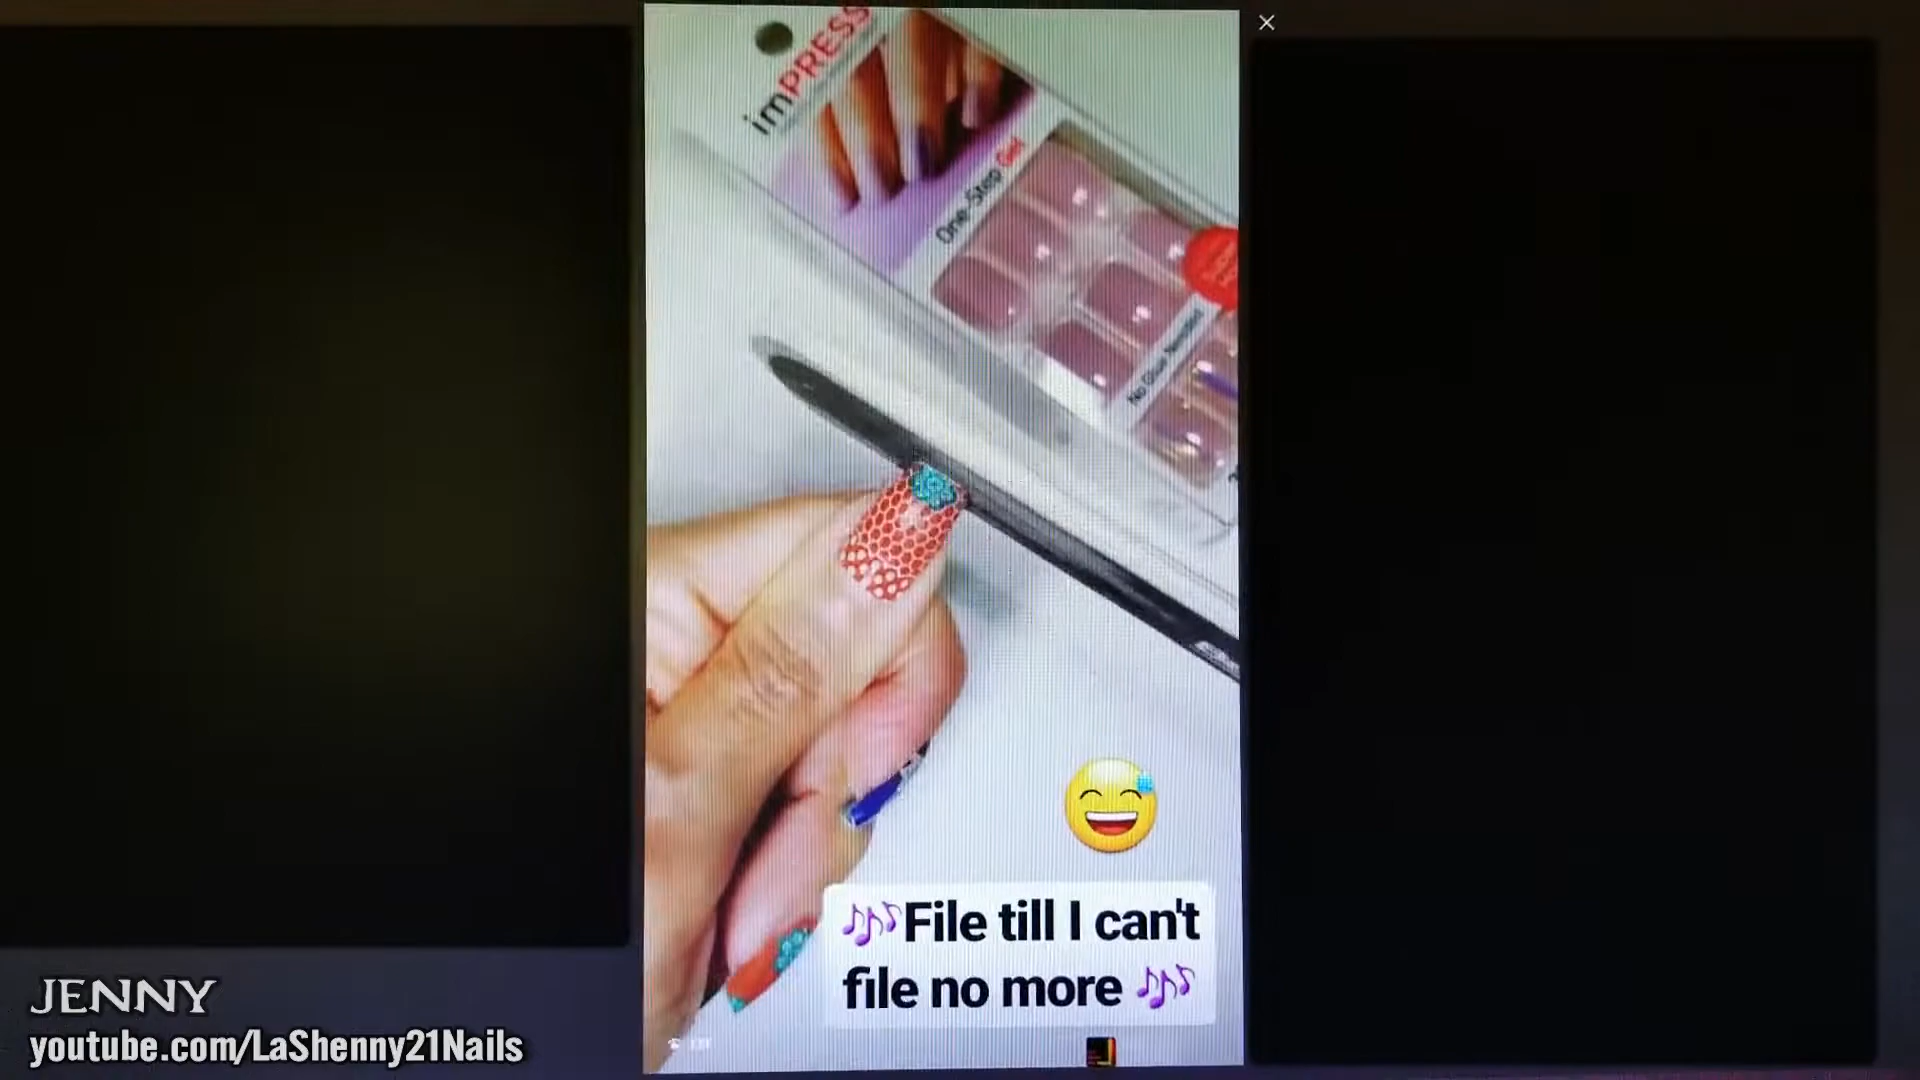 imPRESS
One-Step Gel
No Glue Needed
🎶File till I can't
file no more 🎶
JENNY
youtube.com/LaShenny21Nails